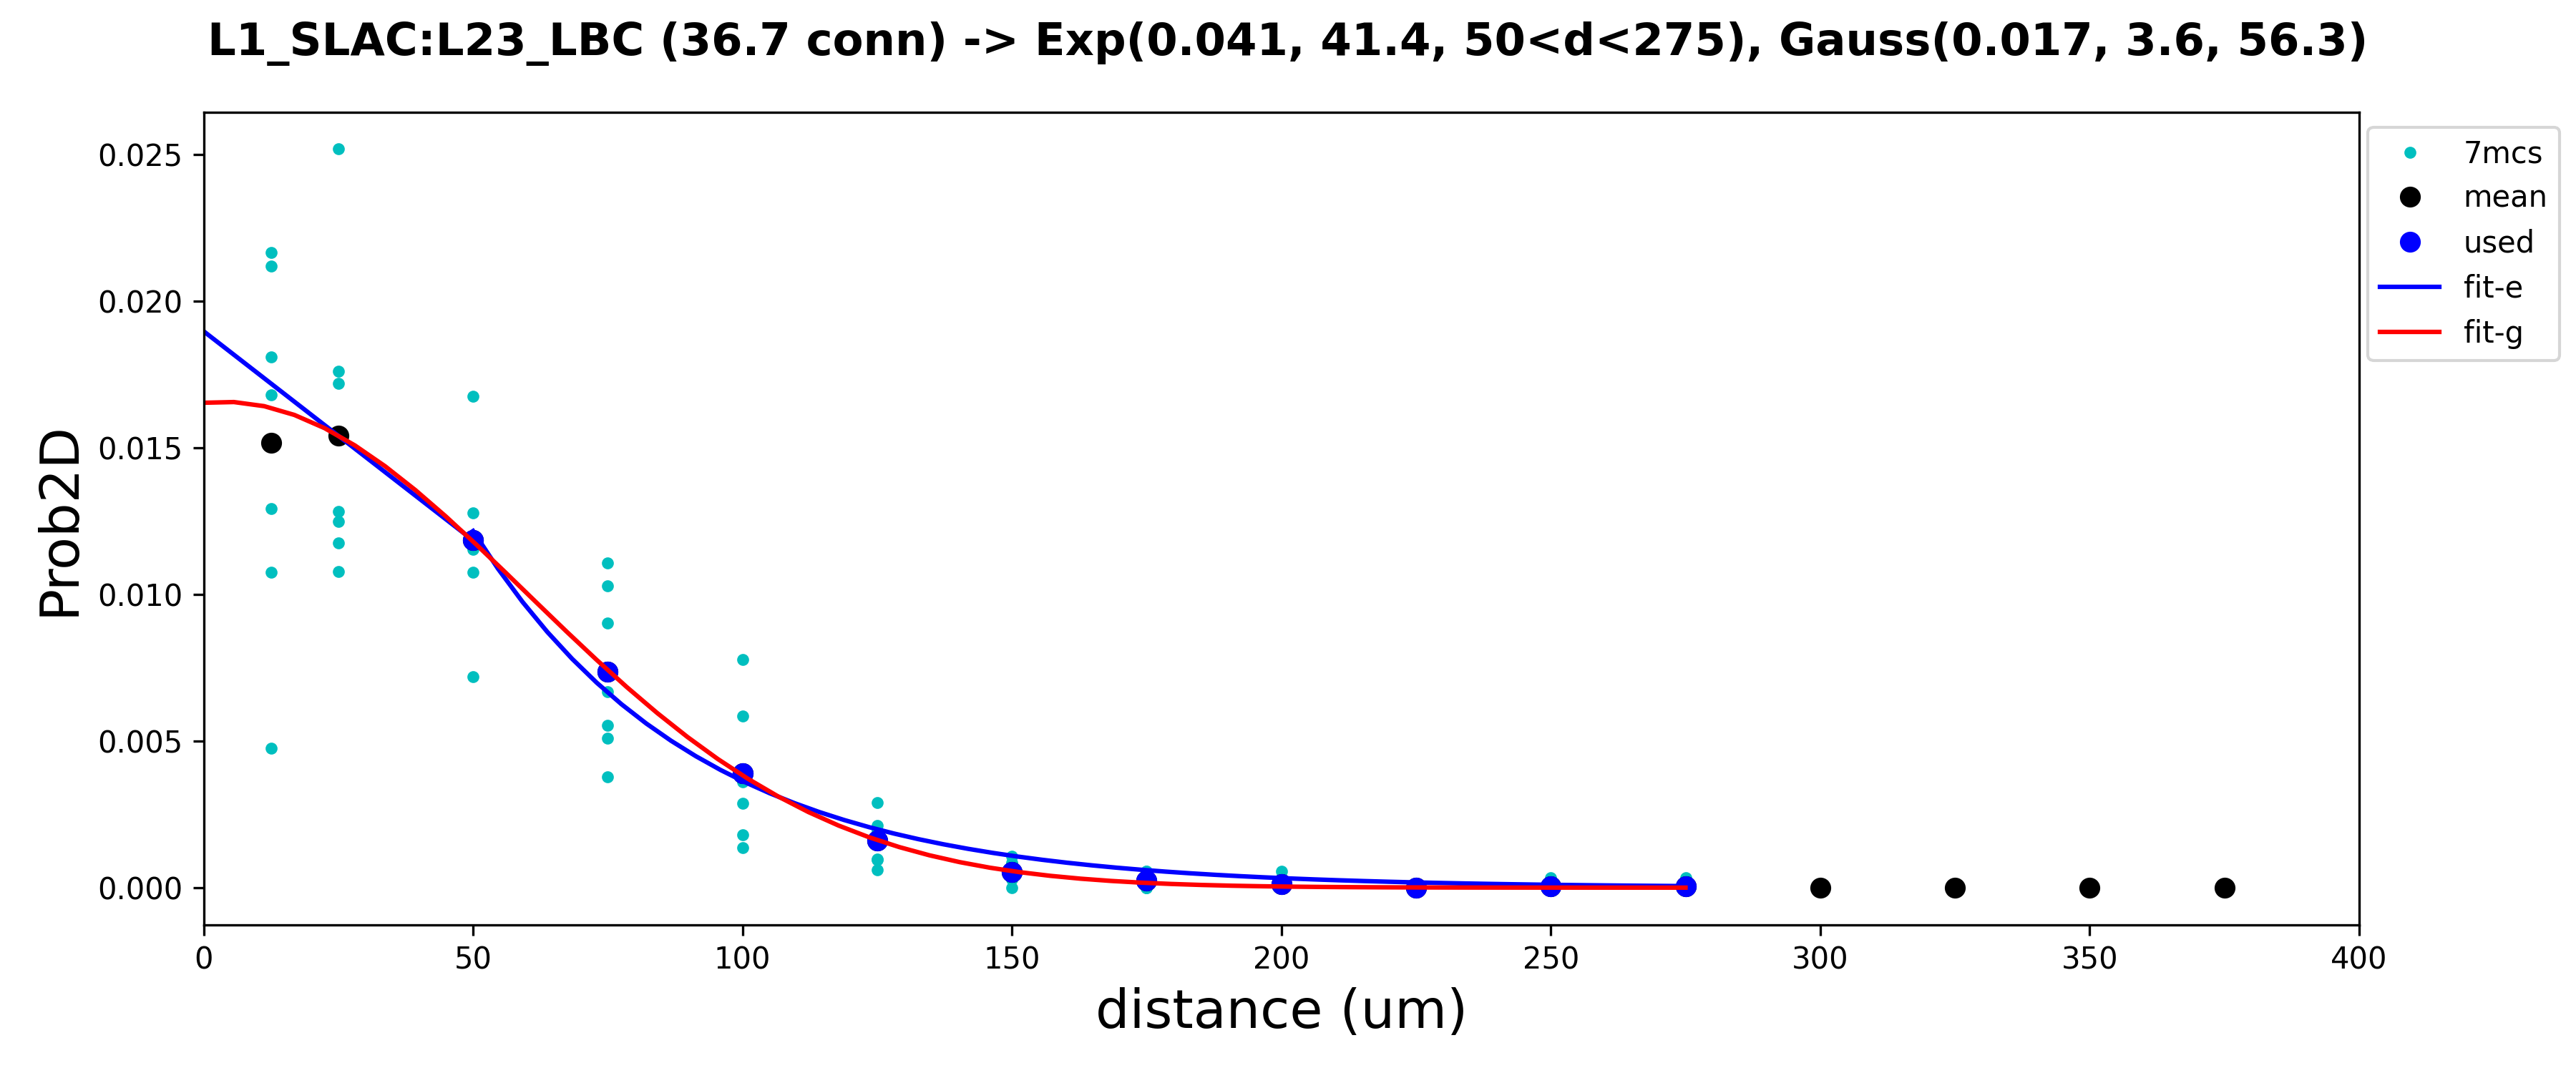 L1_SLAC:L23_LBC (36.7 conn) -> Exp(0.041, 41.4, 50<d<275), Gauss(0.017, 3.6, 56.3)
7mcs
mean
used
fit-e
fit-g
Prob2D
0.025
0.020
0.015
0.010
0.005
0.000
0 50 100 150 200 250 300 350 400
distance (um)